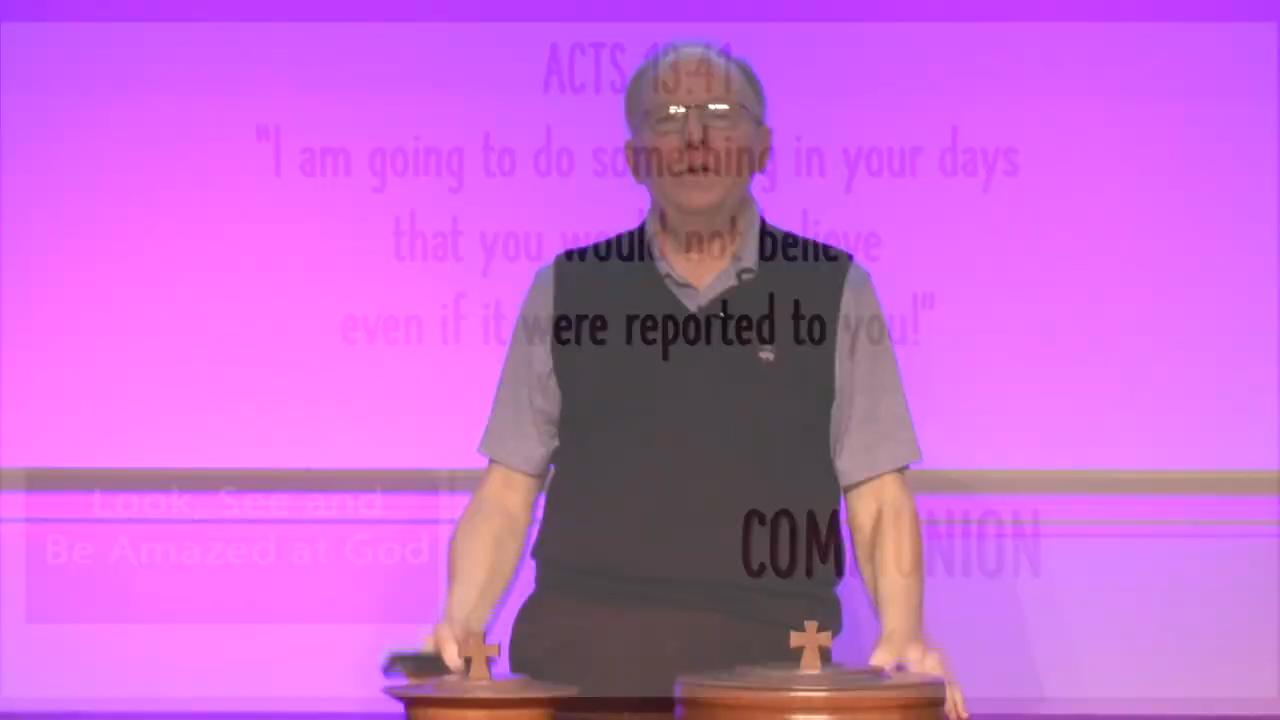 ACTS 13:41
"I am going to do something in your days
that you would not believe
even if it were reported to you!"
Look, See and
Be Amazed at God
COMMUNION